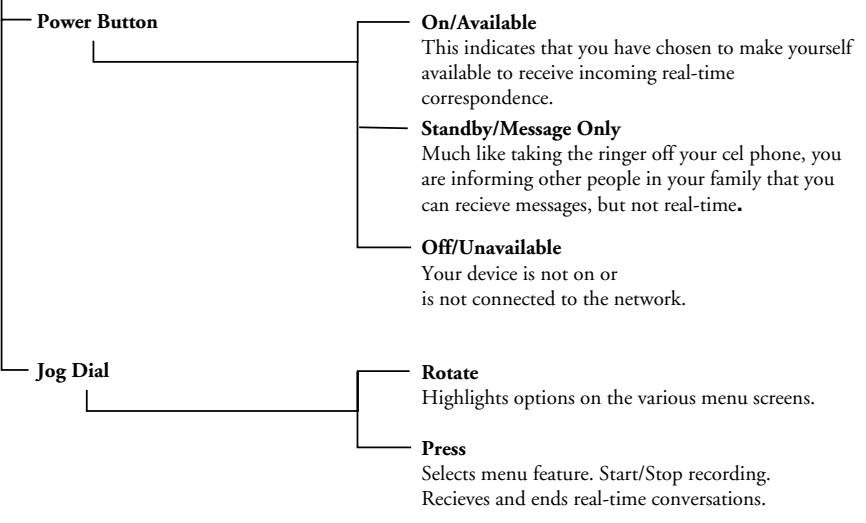 Power Button
On/Available
This indicates that you have chosen to make yourself
available to receive incoming real-time
correspondence.
Standby/Message Only
Much like taking the ringer off your cel phone, you
are informing other people in your family that you
can recieve messages, but not real-time.
Off/Unavailable
Your device is not on or
is not connected to the network.
Jog Dial
Rotate
Highlights options on the various menu screens.
Press
Selects menu feature. Start/Stop recording.
Recieves and ends real-time conversations.